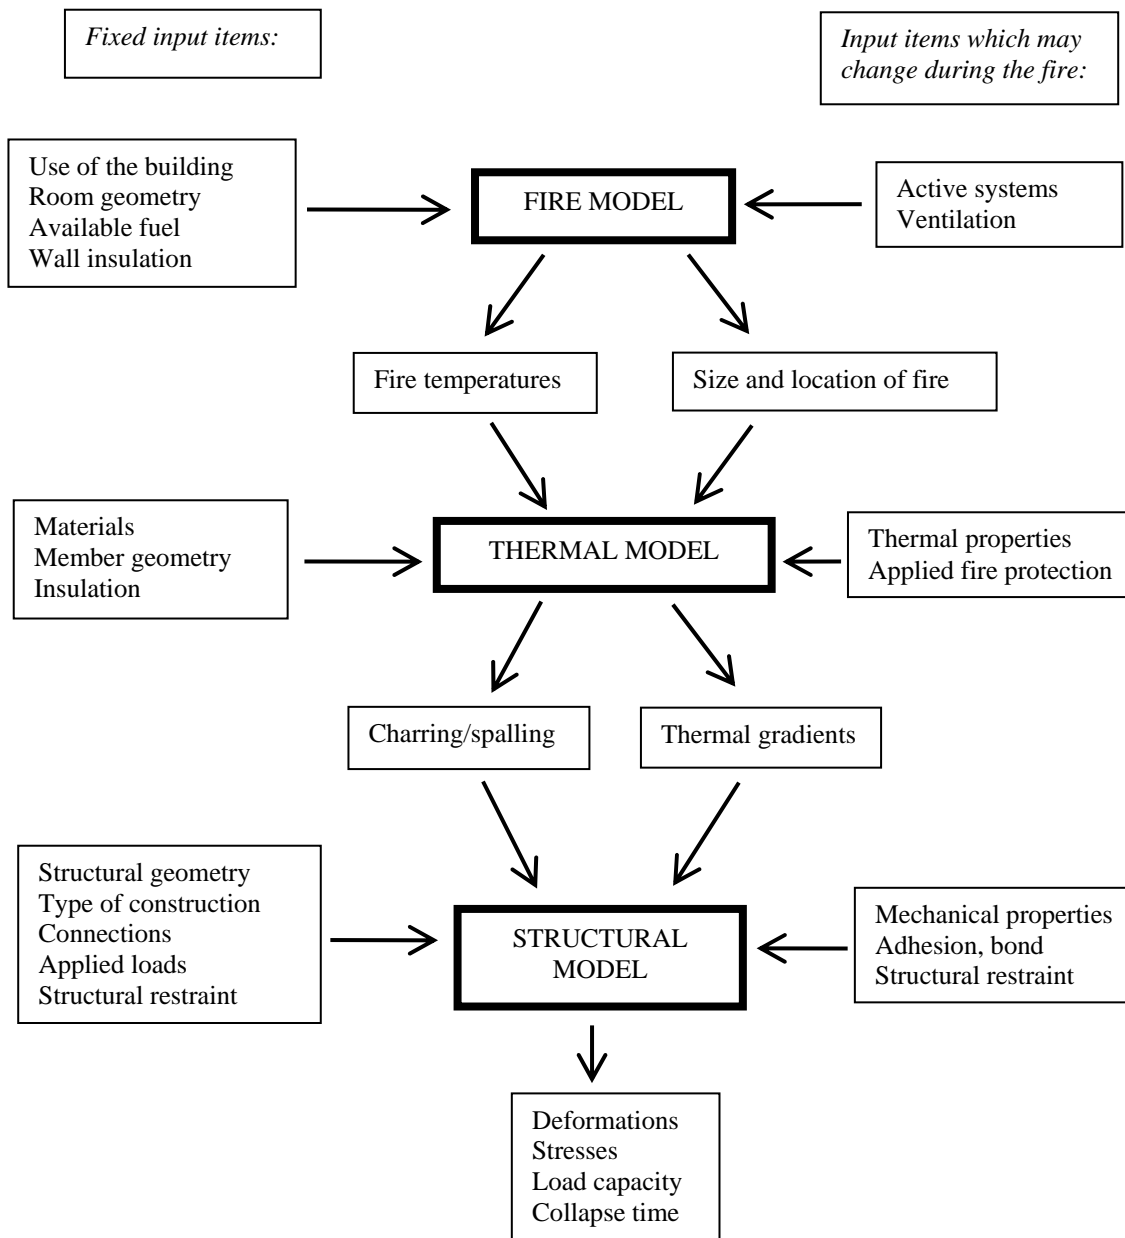 Fixed input items:
Input items which may
change during the fire:
Use of the building
Room geometry
Available fuel
Wall insulation
FIRE MODEL
Active systems
Ventilation
Fire temperatures
Size and location of fire
Materials
Member geometry
Insulation
THERMAL MODEL
Thermal properties
Applied fire protection
Charring/spalling
Thermal gradients
Structural geometry
Type of construction
Connections
Applied loads
Structural restraint
STRUCTURAL
MODEL
Mechanical properties
Adhesion, bond
Structural restraint
Deformations
Stresses
Load capacity
Collapse time